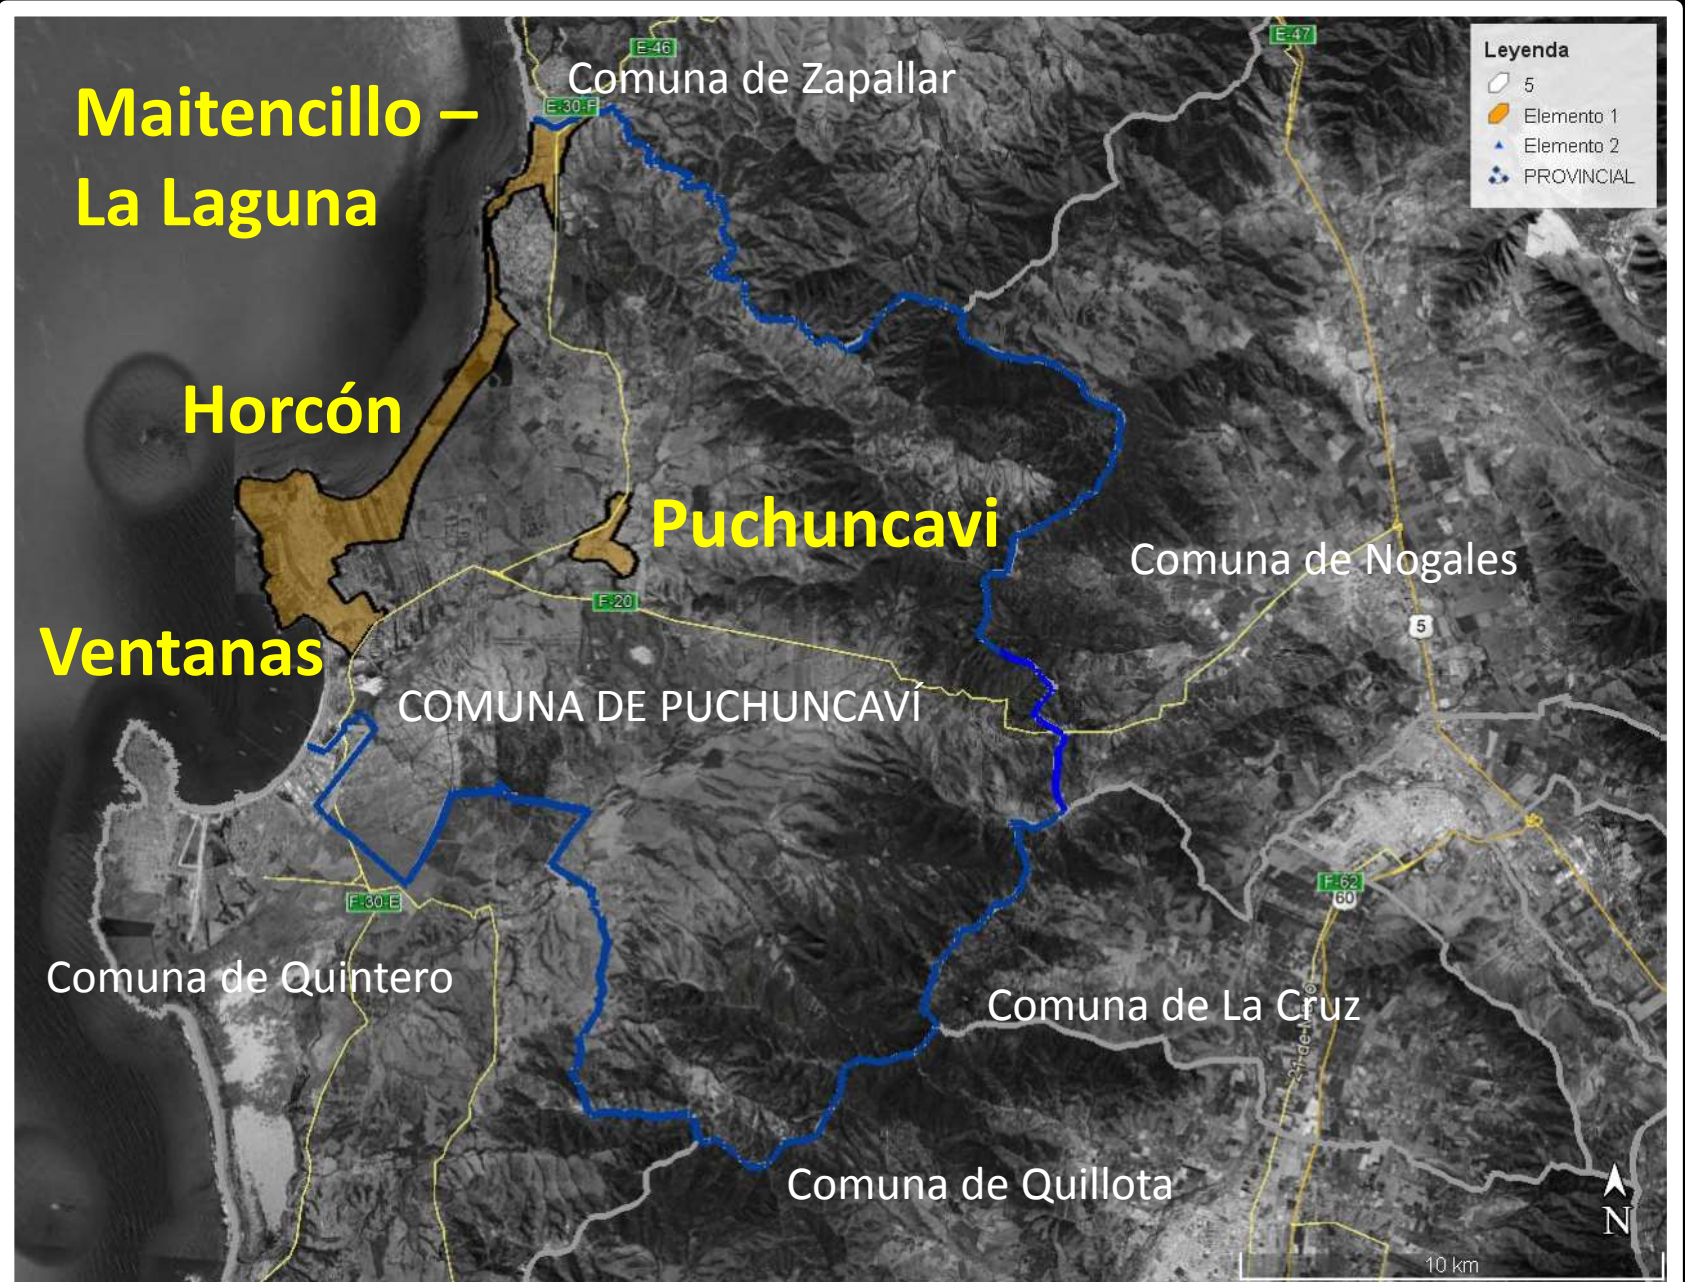 E-46
E-47
Comuna de Zapallar
Leyenda
5
Elemento 1
Elemento 2
PROVINCIAL
Maitencillo –
La Laguna
E-30-F
Horcón
Puchuncavi
Comuna de Nogales
F-20
5
Ventanas
COMUNA DE PUCHUNCAVÍ
F-62
60
F-30-E
Comuna de Quintero
Comuna de La Cruz
Comuna de Quillota
N
10 km